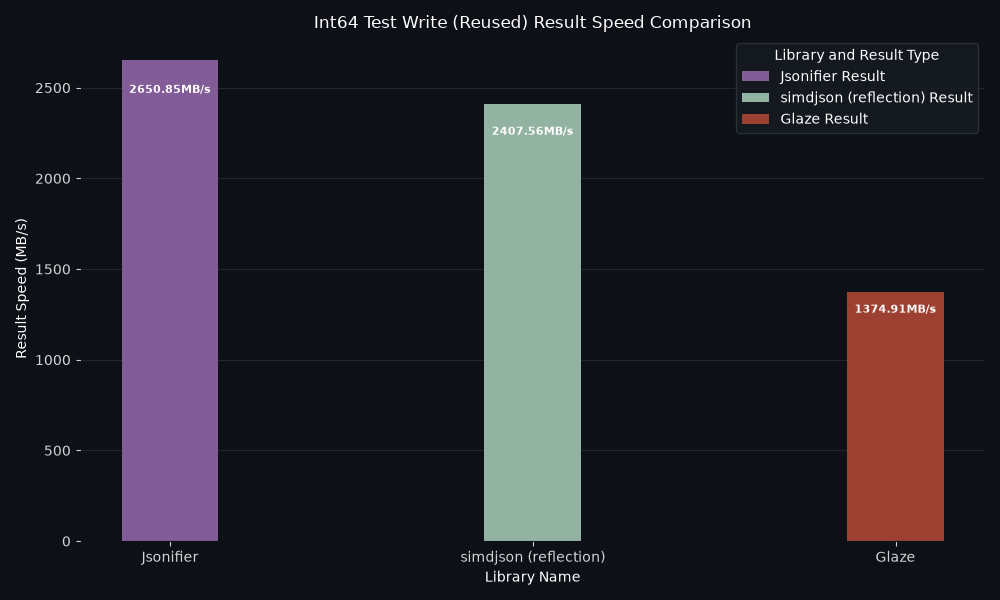 Int64 Test Write (Reused) Result Speed Comparison
Library and Result Type
Jsonifier Result
simdjson (reflection) Result
Glaze Result
2650.85MB/s
2407.56MB/s
1374.91MB/s
Result Speed (MB/s)
2500
2000
1500
1000
500
0
Jsonifier
simdjson (reflection)
Glaze
Library Name